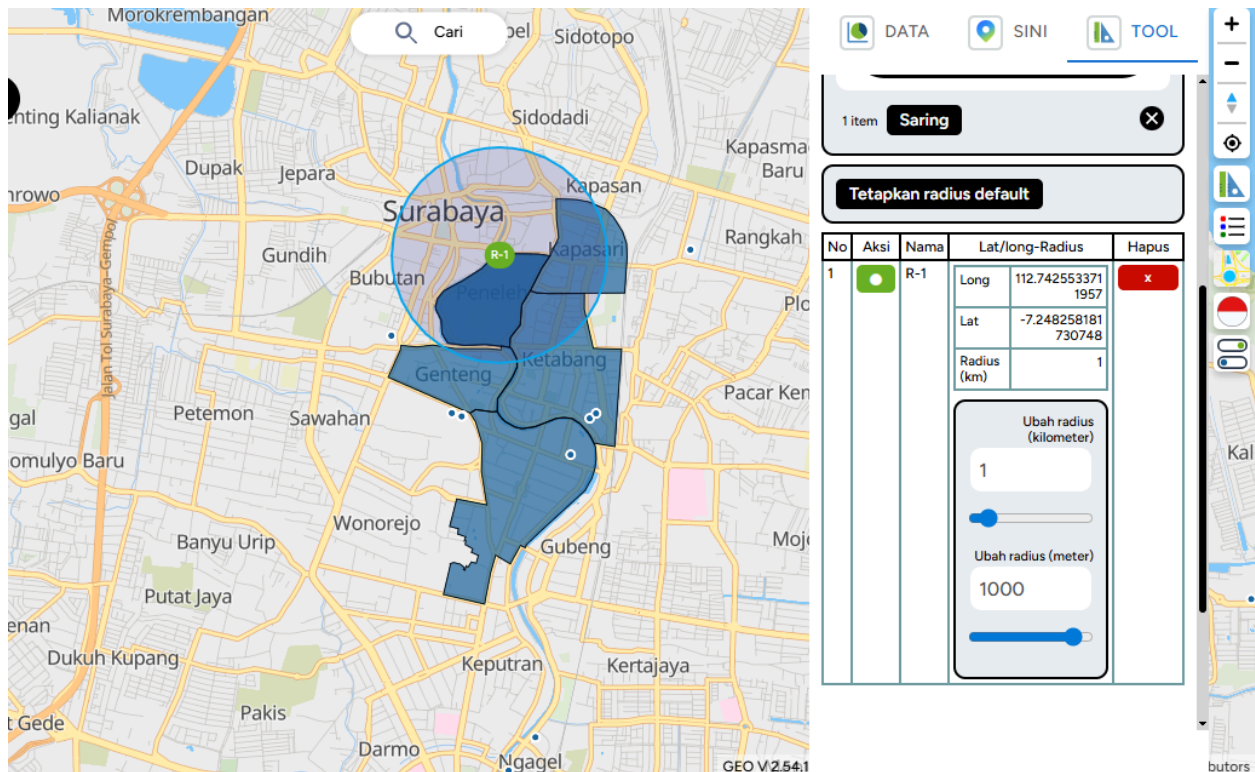 Morokrembangan
Cari
Sidotopo
enting Kalianak
Sidodadi
Kapasma
Baru
Dupak
Jepara
Kapasan
nrowo
Surabaya
Rangkah
Gundih
R-1
Kapasari
Bubutan
Peneleh
Plo
Ketabang
Genteng
Jalan Tol Surabaya-Gempol
Pacar Ken
gal
Petemon
Sawahan
omulyo Baru
Wonorejo
Banyu Urip
Gubeng
Mojo
Putat Jaya
enan
Dukuh Kupang
Keputran
Kertajaya
t Gede
Pakis
Darmo
Ngagel
GEO V 2.54.1
DATA
SINI
TOOL
1 item
Saring
Tetapkan radius default
No Aksi Nama Lat/long-Radius Hapus
1 R-1 Long 112.742553371
1957
x
Lat -7.248258181
730748
Radius
(km)
1
Ubah radius
(kilometer)
1
Ubah radius (meter)
1000
+
−
Kal
butors